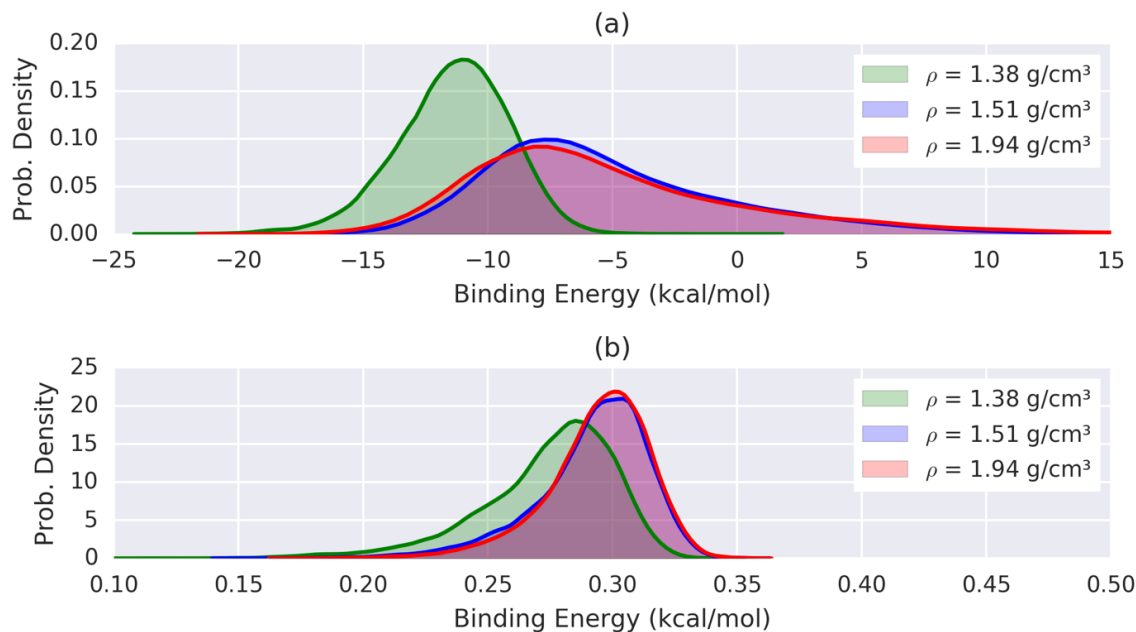 (a)
Prob. Density
0.20
0.15
0.10
0.05
0.00
ρ = 1.38 g/cm³
ρ = 1.51 g/cm³
ρ = 1.94 g/cm³
−25 −20 −15 −10 −5 0 5 10 15
Binding Energy (kcal/mol)
(b)
Prob. Density
25
20
15
10
5
0
ρ = 1.38 g/cm³
ρ = 1.51 g/cm³
ρ = 1.94 g/cm³
0.10 0.15 0.20 0.25 0.30 0.35 0.40 0.45 0.50
Binding Energy (kcal/mol)